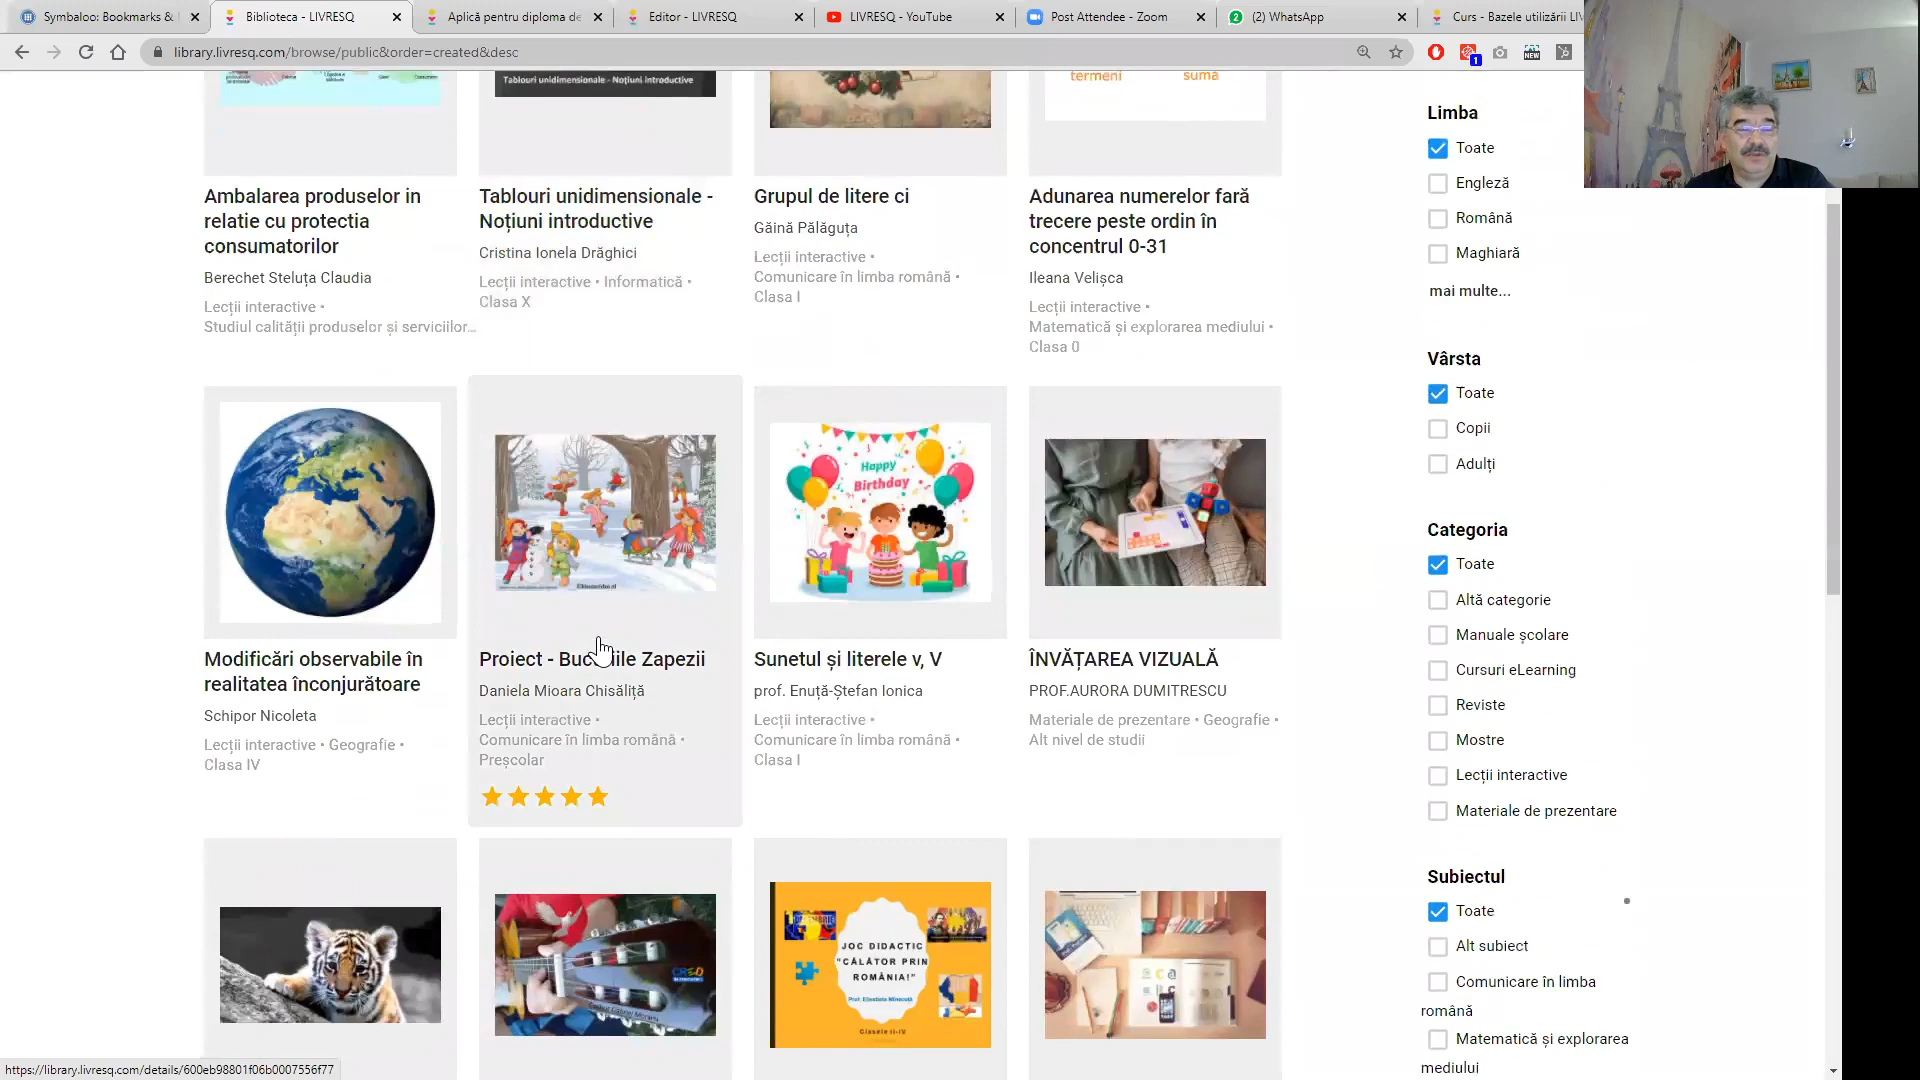 Symbaloo: Bookmarks &
Biblioteca - LIVRESQ
Aplică pentru diploma de
Editor - LIVRESQ
LIVRESQ - YouTube
Post Attendee - Zoom
(2) WhatsApp
Curs - Bazele utilizării LIV
library.livresq.com/browse/public&order=created&desc
1
NEW
Tablouri unidimensionale - Noțiuni introductive
termeni
sumă
Ambalarea produselor in
relatie cu protectia
consumatorilor
Berechet Steluța Claudia
Lecții interactive •
Studiul calității produselor și serviciilor...
Tablouri unidimensionale -
Noțiuni introductive
Cristina Ionela Drăghici
Lecții interactive • Informatică •
Clasa X
Grupul de litere ci
Găină Pălăguța
Lecții interactive •
Comunicare în limba română •
Clasa I
Adunarea numerelor fară
trecere peste ordin în
concentrul 0-31
Ileana Velișca
Lecții interactive •
Matematică și explorarea mediului •
Clasa 0
Happy
Birthday
Modificări observabile în
realitatea înconjurătoare
Schipor Nicoleta
Lecții interactive • Geografie •
Clasa IV
Proiect - Zapezii
Daniela Mioara Chisăliță
Lecții interactive •
Comunicare în limba română •
Preșcolar
Sunetul și literele v, V
prof. Enuță-Ștefan Ionica
Lecții interactive •
Comunicare în limba română •
Clasa I
ÎNVĂȚAREA VIZUALĂ
PROF.AURORA DUMITRESCU
Materiale de prezentare • Geografie •
Alt nivel de studii
CRED
JOC DIDACTIC
"CĂLĂTOR PRIN
ROMÂNIA!"
Clasele II-IV
Limba
Toate
Engleză
Română
Maghiară
mai multe...
Vârsta
Toate
Copii
Adulți
Categoria
Toate
Altă categorie
Manuale școlare
Cursuri eLearning
Reviste
Mostre
Lecții interactive
Materiale de prezentare
Subiectul
Toate
Alt subiect
Comunicare în limba
română
Matematică și explorarea
mediului
https://library.livresq.com/details/600eb98801f06b0007556f77